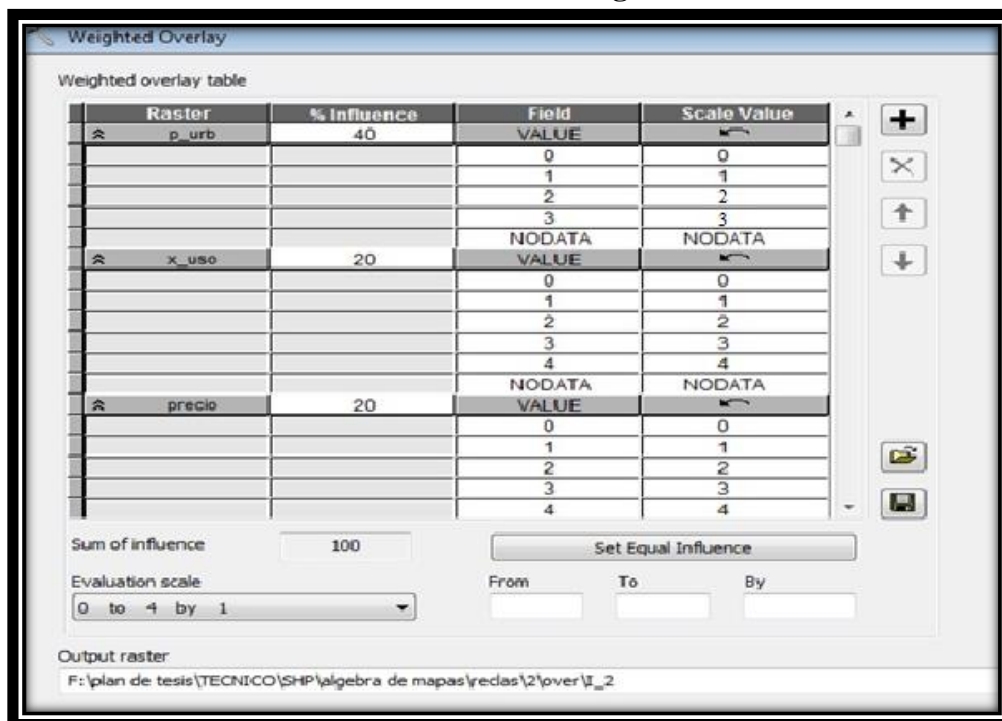 Weighted Overlay
Weighted overlay table
Raster % Influence Field Scale Value
p_urb 40 VALUE
0 0
1 1
2 2
3 3
NODATA NODATA
x_uso 20 VALUE
0 0
1 1
2 2
3 3
4 4
NODATA NODATA
precio 20 VALUE
0 0
1 1
2 2
3 3
4 4
Sum of influence 100 Set Equal Influence
Evaluation scale From To By
0 to 4 by 1
Output raster
F:\plan de tesis\TECNICO\SHP\algebra de mapas\reclas\2\over\I_2